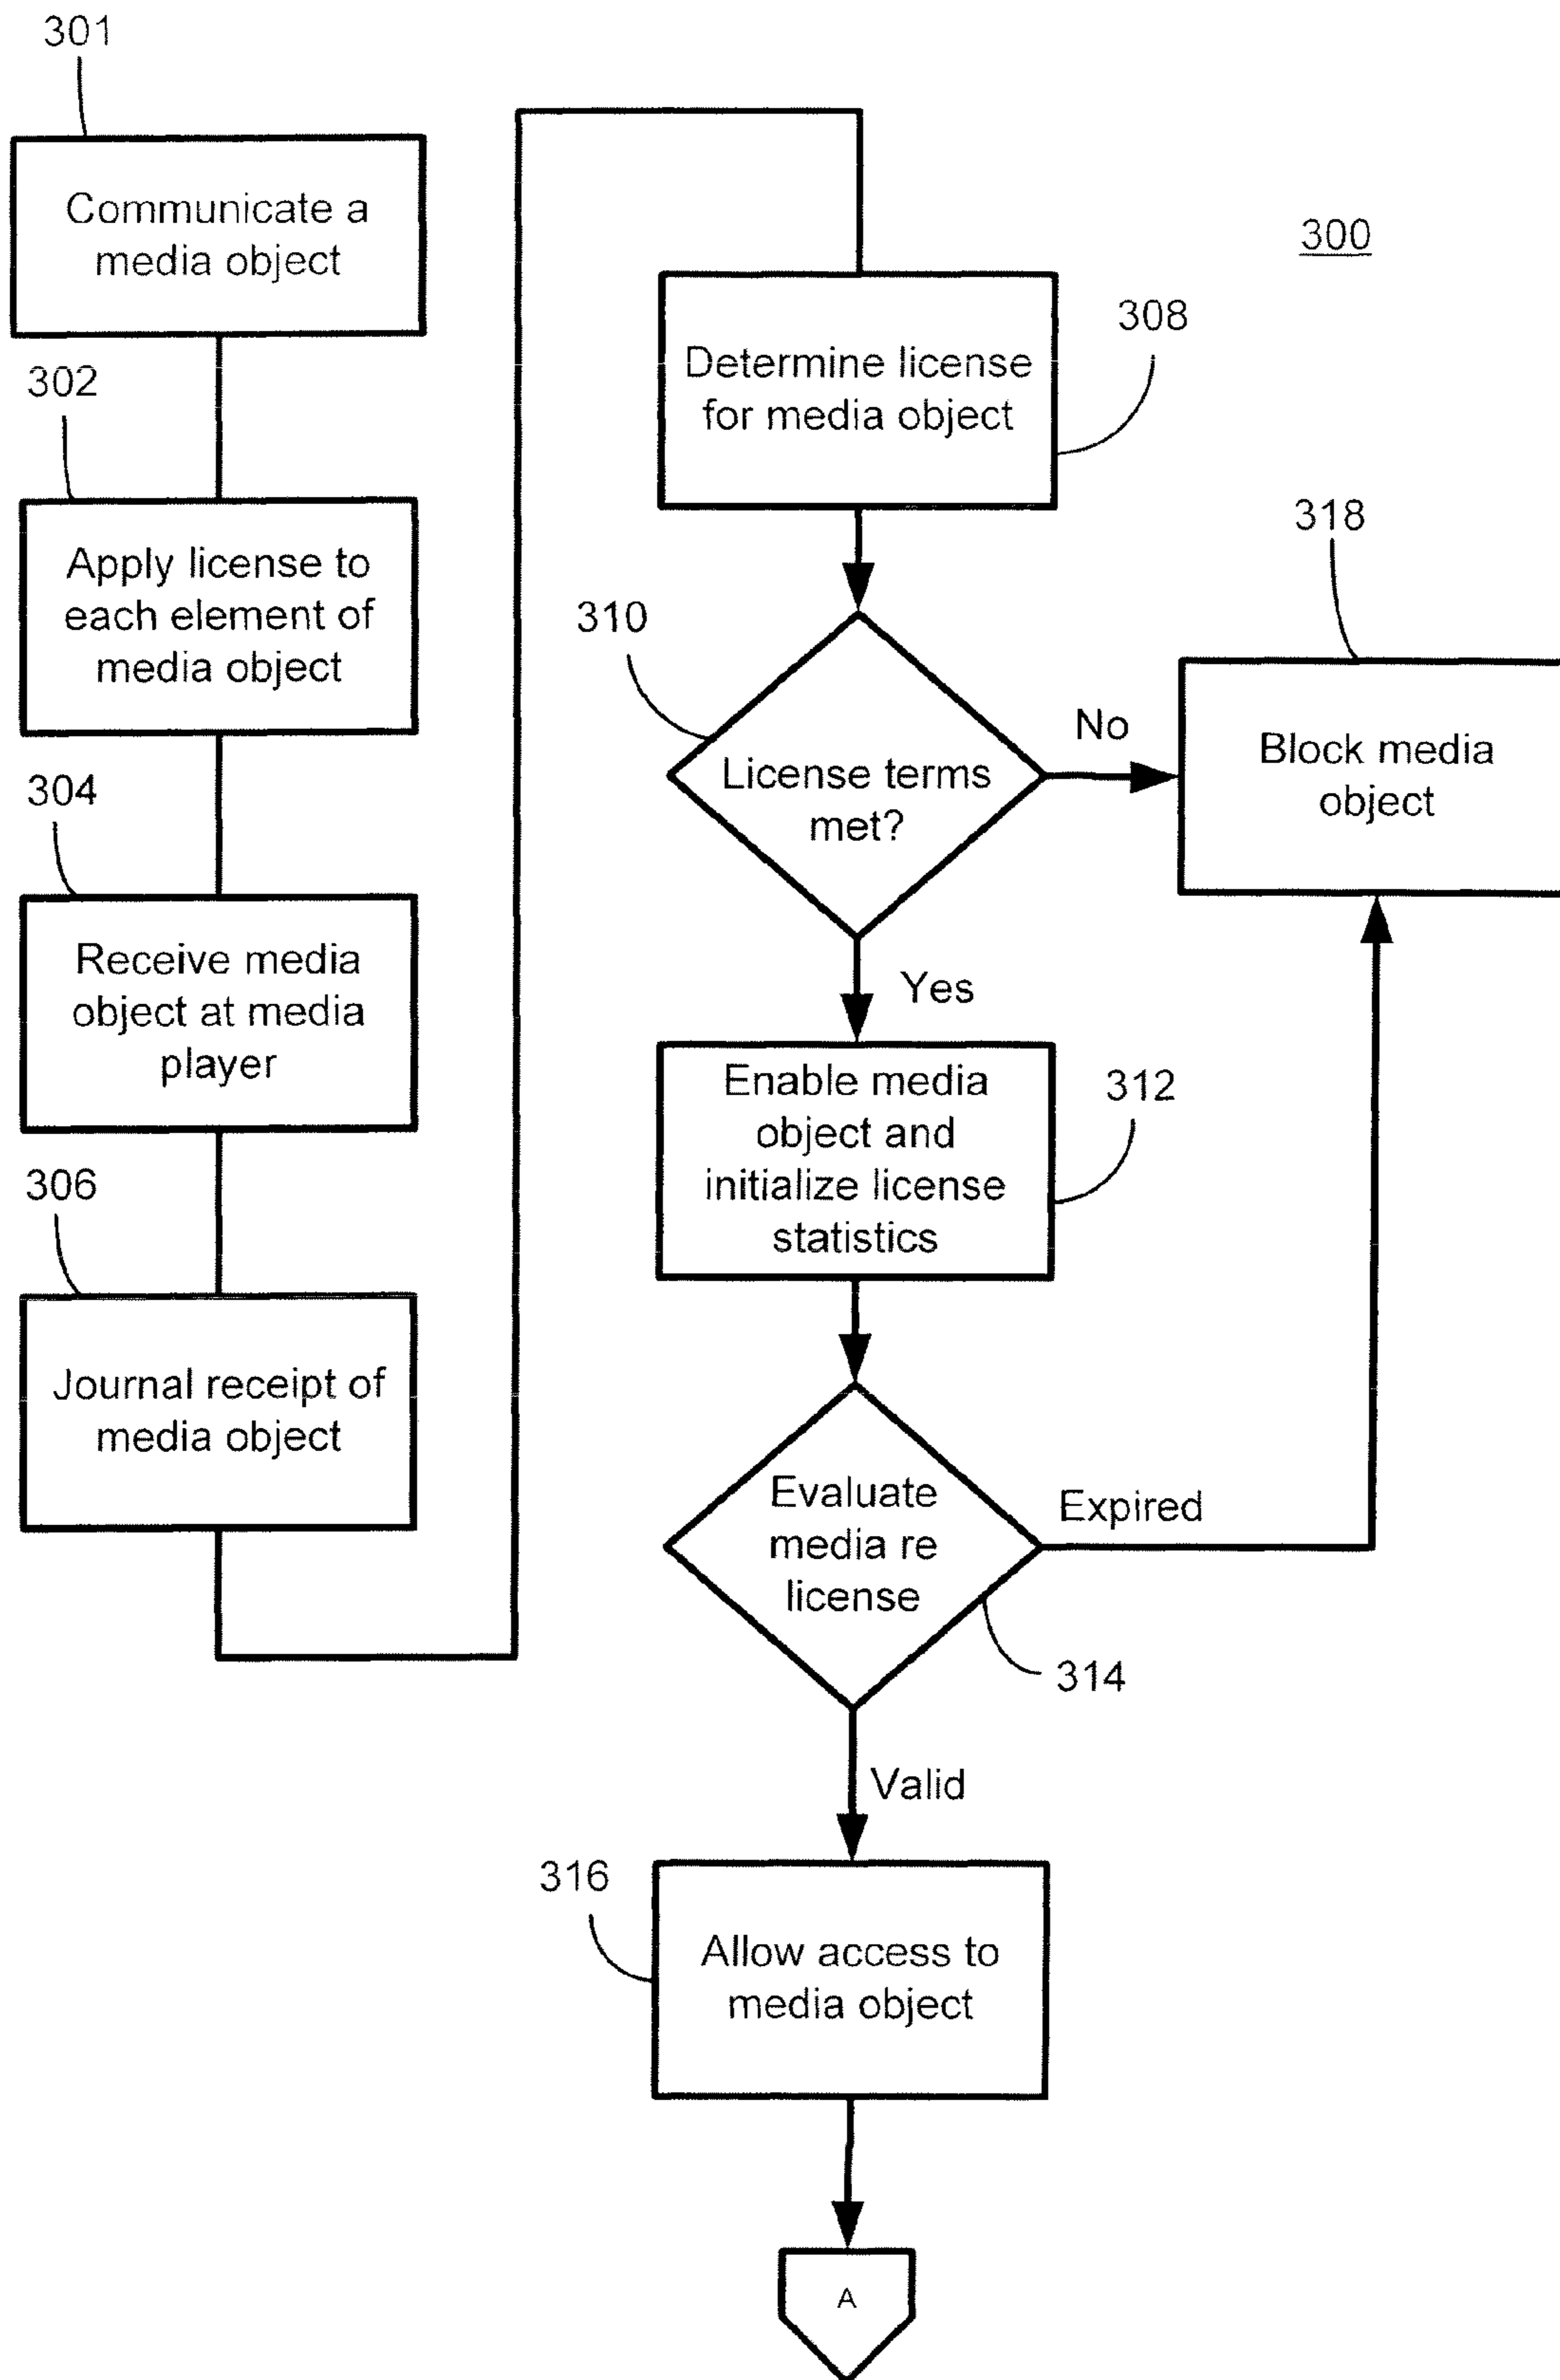 301
Communicate a
media object
302
Apply license to
each element of
media object
304
Receive media
object at media
player
306
Journal receipt of
media object
300
308
Determine license
for media object
310
License terms
met?
No
318
Block media
object
Yes
312
Enable media
object and
initialize license
statistics
314
Evaluate
media re
license
Expired
Valid
316
Allow access to
media object
A